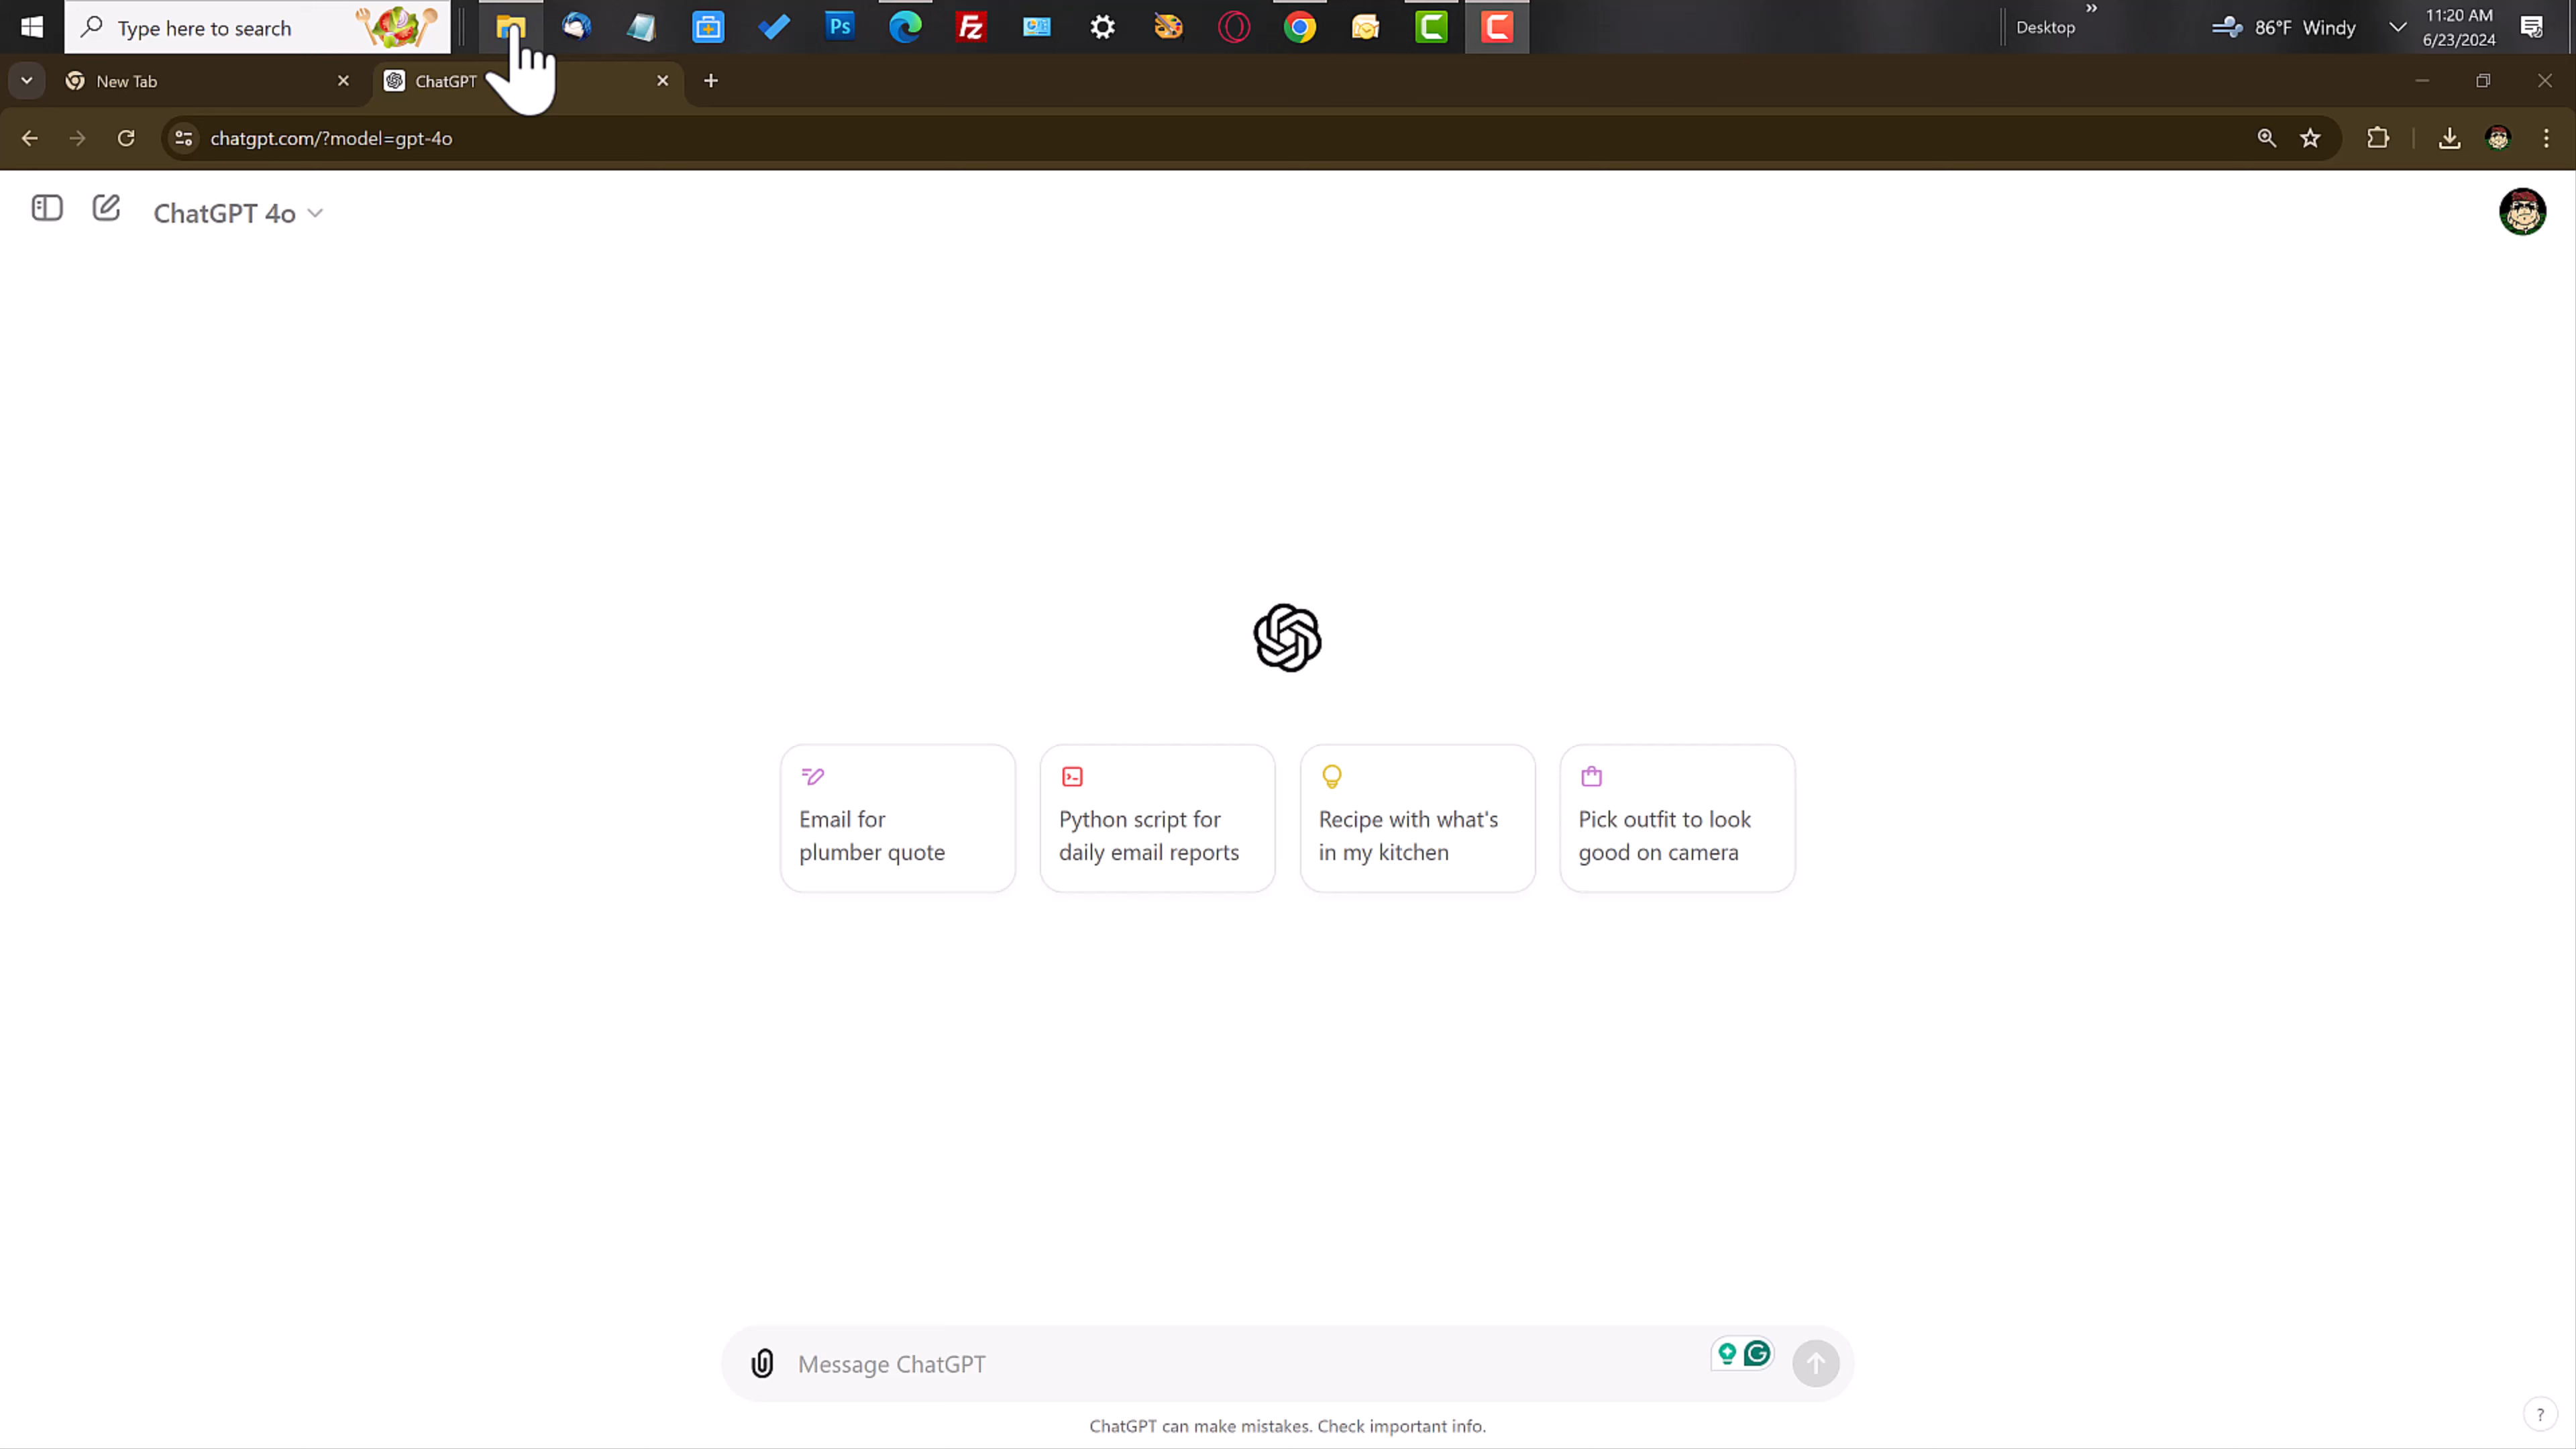 Type here to search
Ps
Fz
Desktop
»
86°F Windy
11:20 AM
6/23/2024
New Tab
ChatGPT
chatgpt.com/?model=gpt-4o
ChatGPT 4o
Email for
plumber quote
Python script for
daily email reports
Recipe with what's
in my kitchen
Pick outfit to look
good on camera
Message ChatGPT
ChatGPT can make mistakes. Check important info.
?